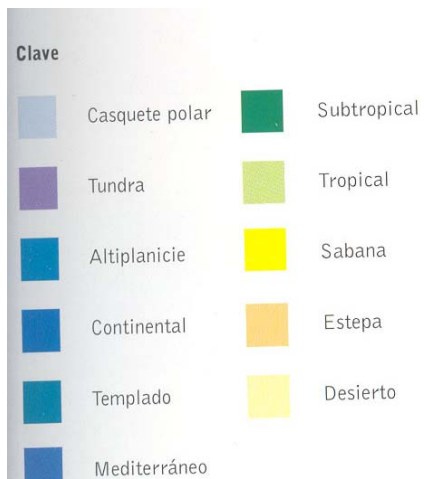 Clave
Casquete polar
Tundra
Altiplanicie
Continental
Templado
Mediterráneo
Subtropical
Tropical
Sabana
Estepa
Desierto